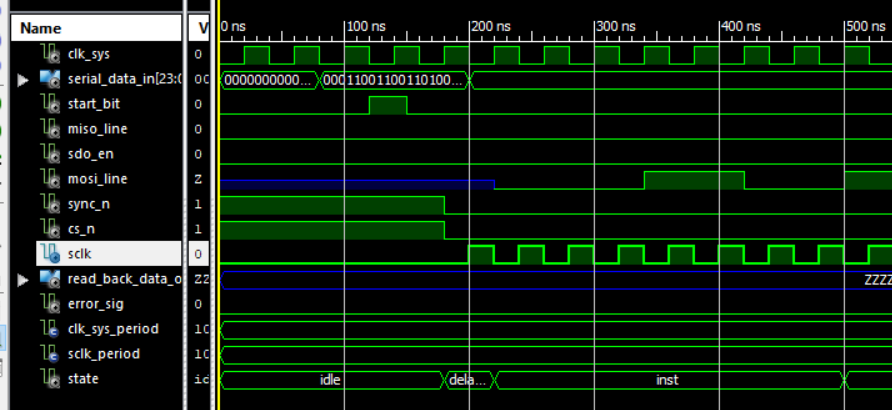 Name V 0 ns 100 ns 200 ns 300 ns 400 ns 500 ns
clk_sys 0
serial_data_in[23:0 00 0000000000... 00011001100110100...
start_bit 0
miso_line 0
sdo_en 0
mosi_line Z
sync_n 1
cs_n 1
sclk 0
read_back_data_o ZZ ZZZZ
error_sig 0
clk_sys_period 10
sclk_period 10
state id idle dela... inst